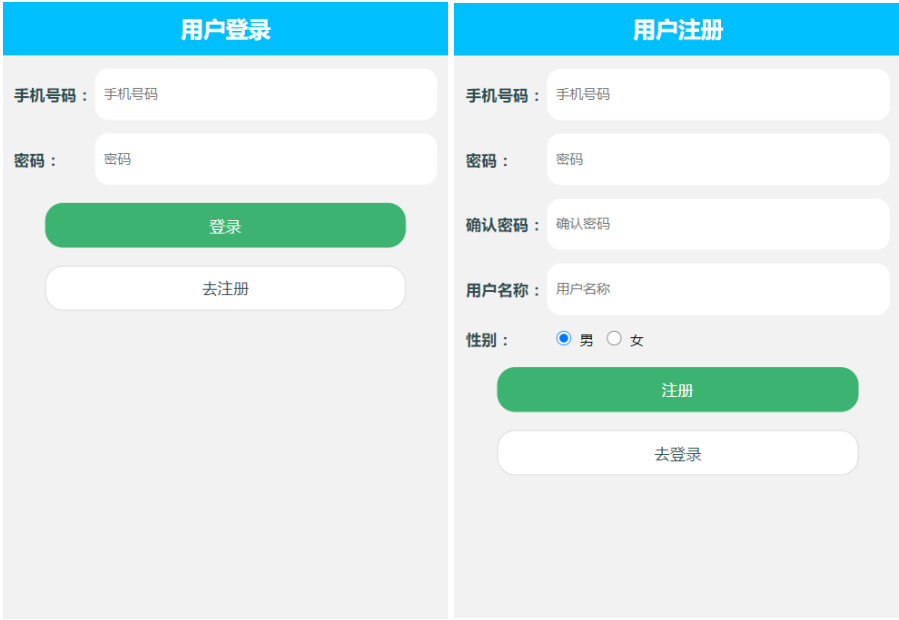 用户登录
手机号码： 手机号码
密码： 密码
登录
去注册
用户注册
手机号码： 手机号码
密码： 密码
确认密码： 确认密码
用户名称： 用户名称
性别： 男 女
注册
去登录